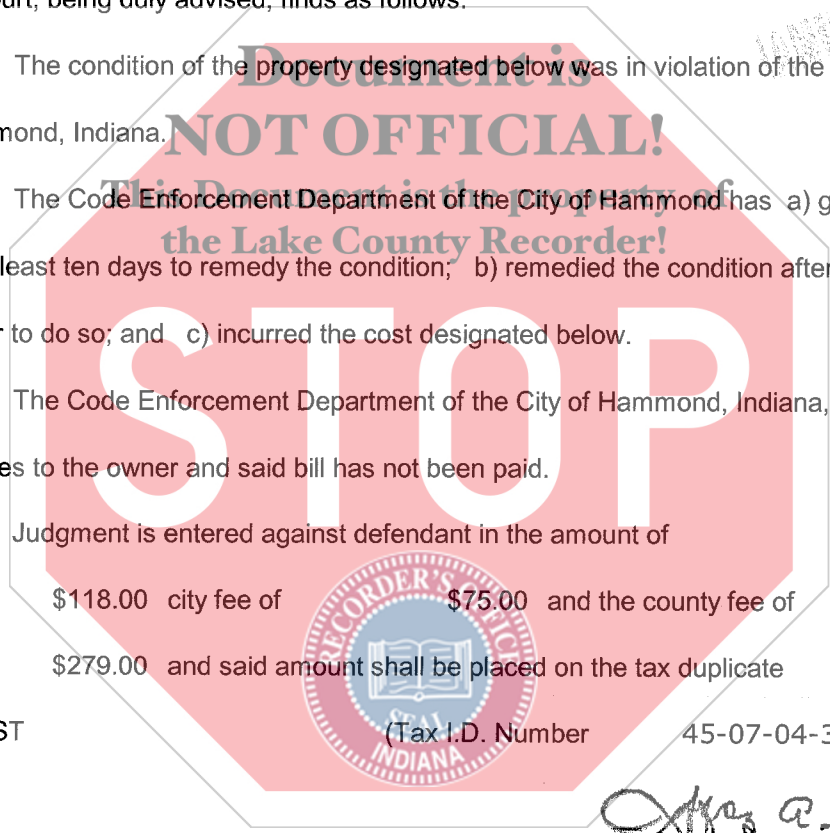 urt, being duly advised, finds as follows:
Document is
The condition of the property designated below was in violation of the
NOT OFFICIAL!
mond, Indiana.
This Document is the property of
The Code Enforcement Department of the City of Hammond has a) g
the Lake County Recorder!
least ten days to remedy the condition; b) remedied the condition after
r to do so; and c) incurred the cost designated below.
STOP
The Code Enforcement Department of the City of Hammond, Indiana,
es to the owner and said bill has not been paid.
Judgment is entered against defendant in the amount of
$118.00 city fee of $75.00 and the county fee of
$279.00 and said amount shall be placed on the tax duplicate
RECORDER'S OFFICE
SEAL
INDIANA
ST (Tax I.D. Number 45-07-04-3